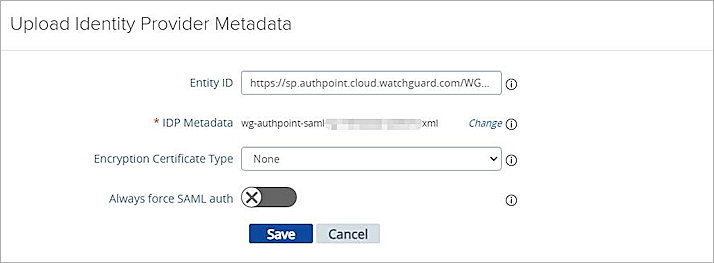 Upload Identity Provider Metadata
Entity ID https://sp.authpoint.cloud.watchguard.com/WG...
* IDP Metadata wg-authpoint-saml- xml Change
Encryption Certificate Type None
Always force SAML auth
Save Cancel